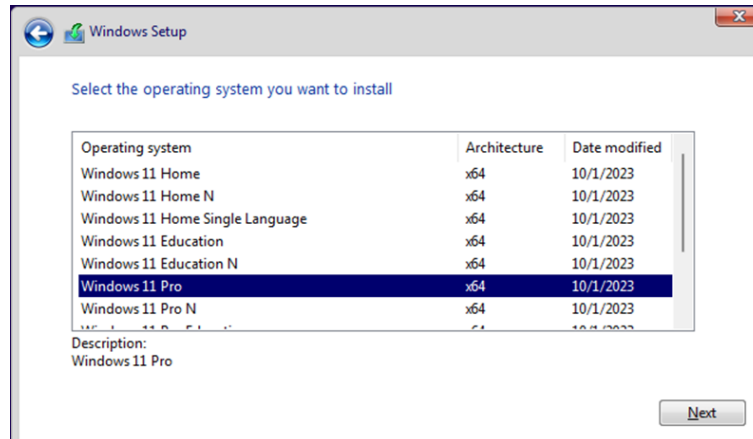 Windows Setup
Select the operating system you want to install
Operating system Architecture Date modified
Windows 11 Home x64 10/1/2023
Windows 11 Home N x64 10/1/2023
Windows 11 Home Single Language x64 10/1/2023
Windows 11 Education x64 10/1/2023
Windows 11 Education N x64 10/1/2023
Windows 11 Pro x64 10/1/2023
Windows 11 Pro N x64 10/1/2023
Description:
Windows 11 Pro
Next